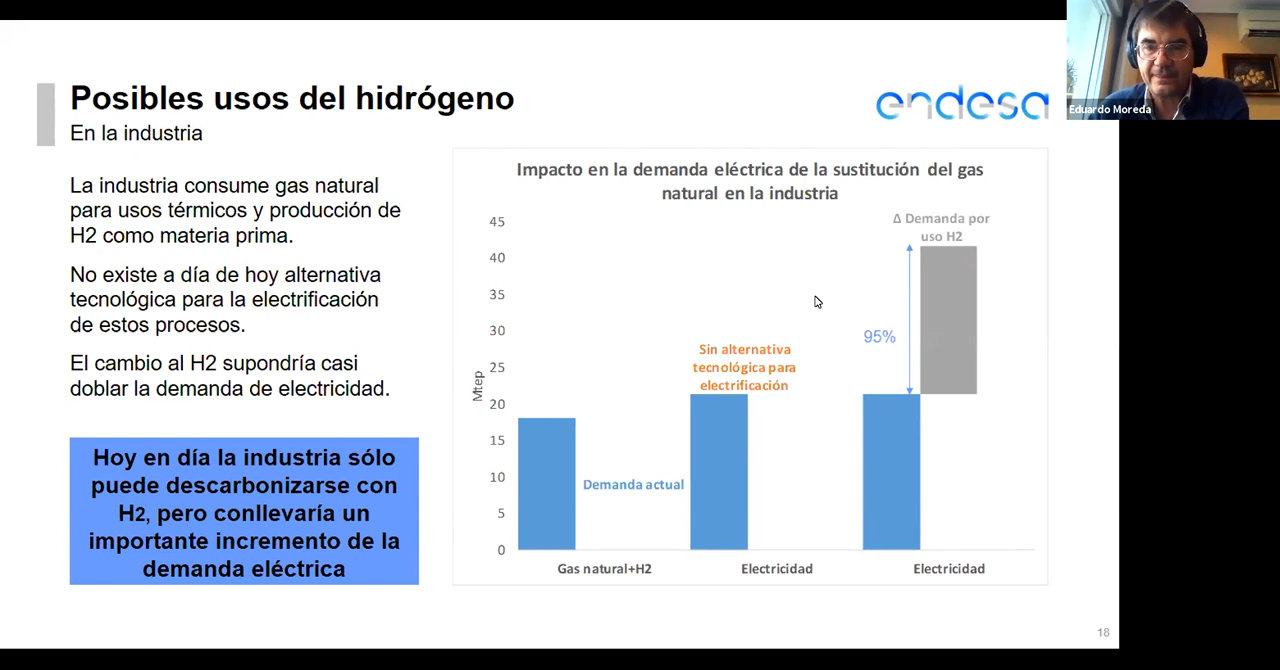 Posibles usos del hidrógeno
En la industria
endesa
Eduardo Moreda
La industria consume gas natural
para usos térmicos y producción de
H2 como materia prima.
No existe a día de hoy alternativa
tecnológica para la electrificación
de estos procesos.
El cambio al H2 supondría casi
doblar la demanda de electricidad.
Hoy en día la industria sólo
puede descarbonizarse con
H2, pero conllevaría un
importante incremento de la
demanda eléctrica
Impacto en la demanda eléctrica de la sustitución del gas
natural en la industria
Mtep
45
40
35
30
25
20
15
10
5
0
Δ Demanda por
uso H2
95%
Sin alternativa
tecnológica para
electrificación
Demanda actual
Gas natural+H2
Electricidad
Electricidad
18